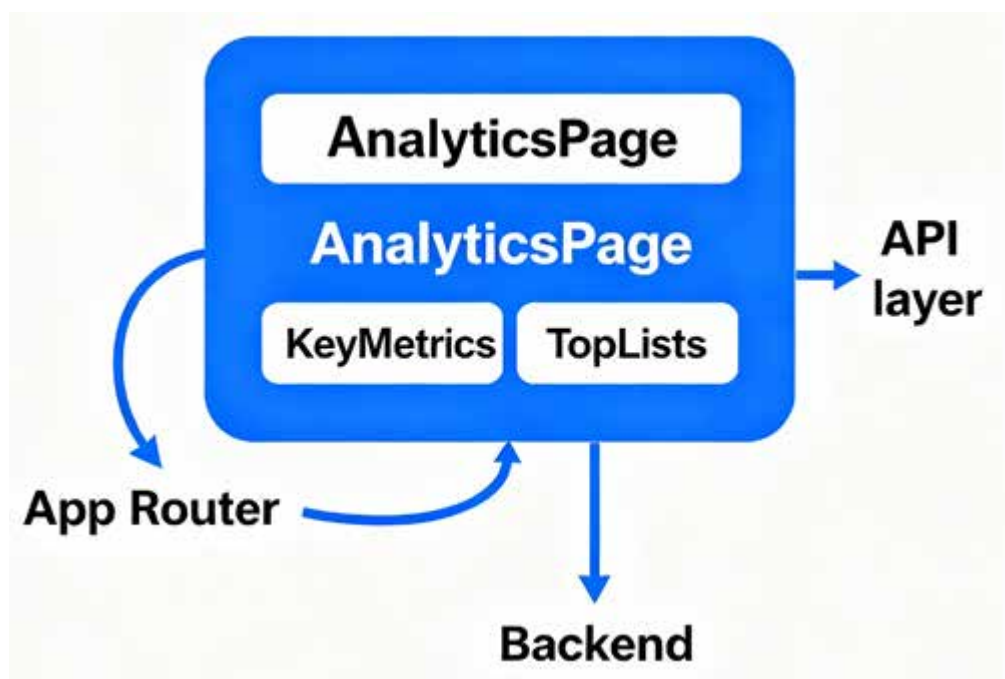 AnalyticsPage
AnalyticsPage
API
layer
KeyMetrics
TopLists
App Router
Backend